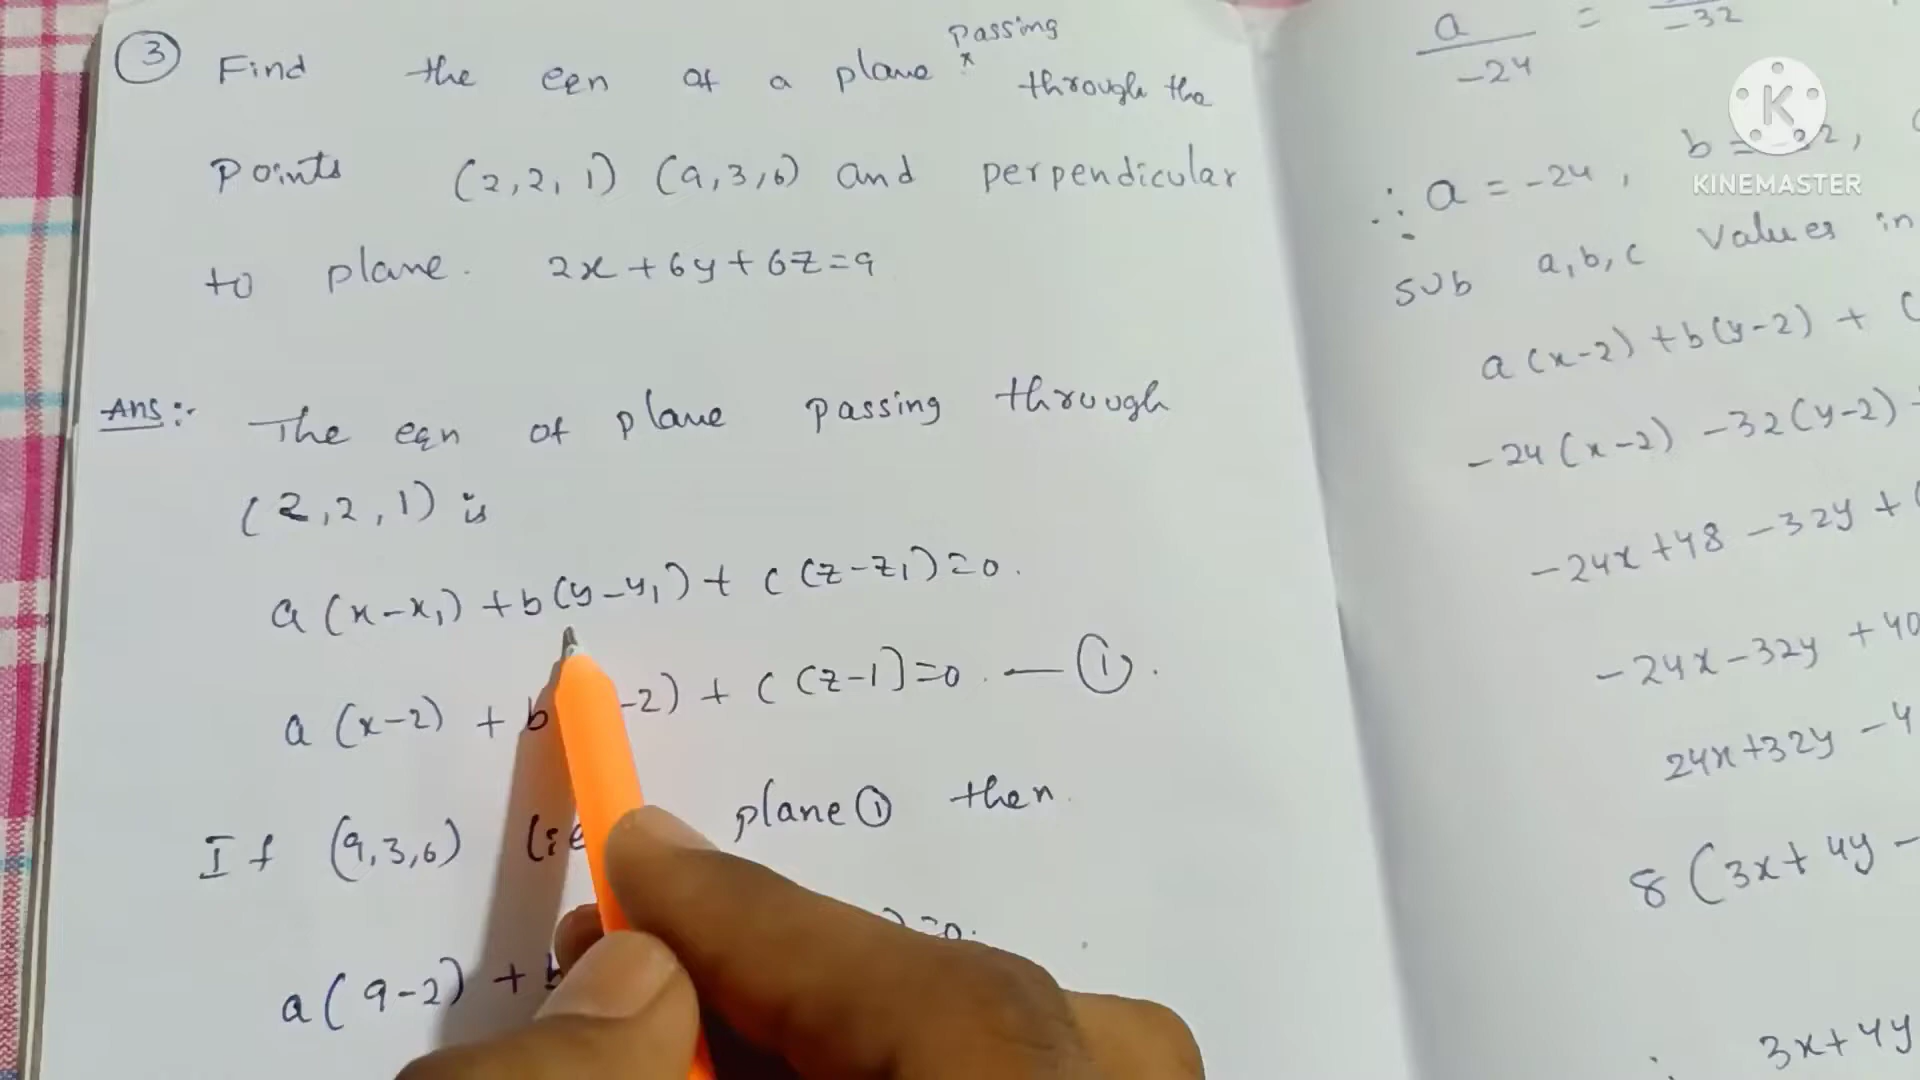 3 Find the eqn of a plane passing through the
points (2,2,1) (9,3,6) and perpendicular
to plane. 2x+6y+6z=9
Ans:- The eqn of plane passing through
(2,2,1) is
a(x-x₁)+b(y-y₁)+c(z-z₁)=0.
a(x-2)+b -2)+c(z-1)=0. — ①.
If (9,3,6) lie plane ① then
a(9-2)+b )=0.
a/-24 = /-32
∴ a=-24, b= 2,
sub a,b,c values in
a(x-2)+b(y-2)+c
-24(x-2)-32(y-2)+
-24x+48-32y+
-24x-32y+40
24x+32y-4
8(3x+4y-
3x+4y
K
KINEMASTER